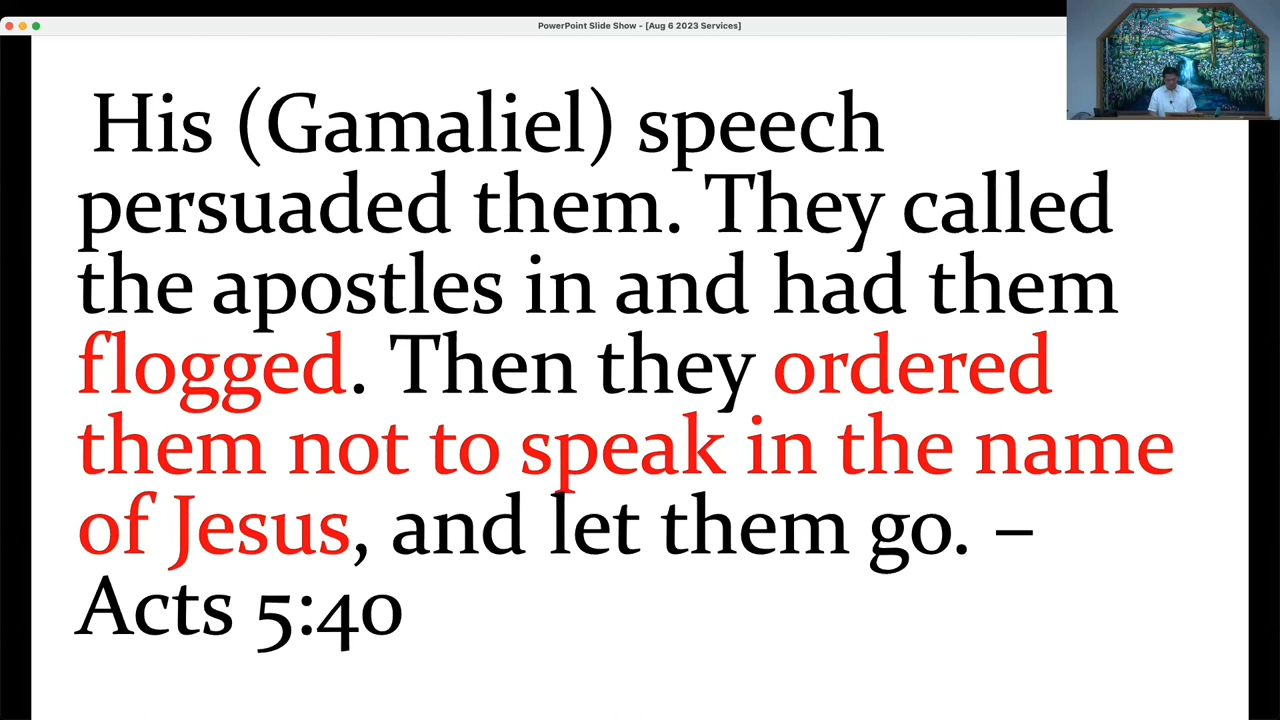 PowerPoint Slide Show - [Aug 6 2023 Services]
His (Gamaliel) speech
persuaded them. They called
the apostles in and had them
flogged. Then they ordered
them not to speak in the name
of Jesus, and let them go. –
Acts 5:40